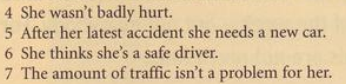 4 She wasn't badly hurt.
5 After her latest accident she needs a new car.
6 She thinks she's a safe driver.
7 The amount of traffic isn't a problem for her.